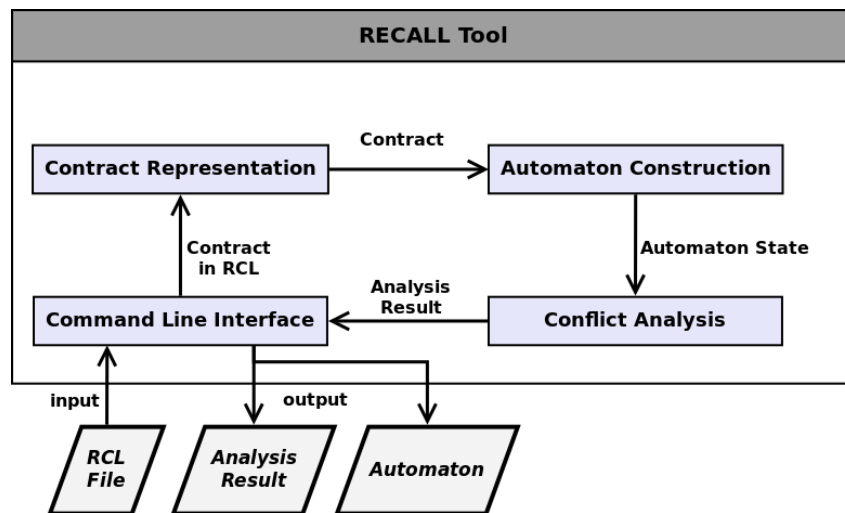 RECALL Tool
Contract
Contract Representation
Automaton Construction
Contract
in RCL
Automaton State
Analysis
Result
Command Line Interface
Conflict Analysis
input
output
RCL
File
Analysis
Result
Automaton